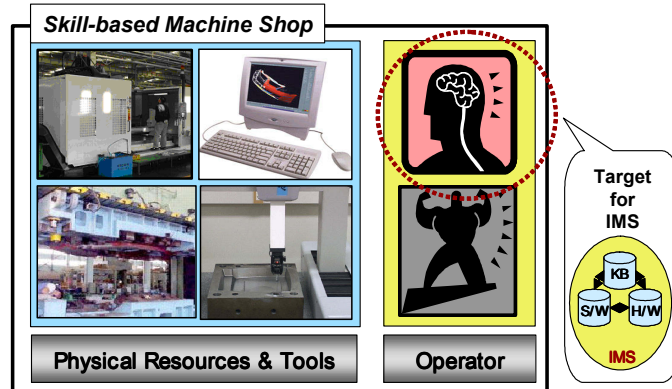 Skill-based Machine Shop
Target
for
IMS
KB
S/W
H/W
IMS
Physical Resources & Tools
Operator